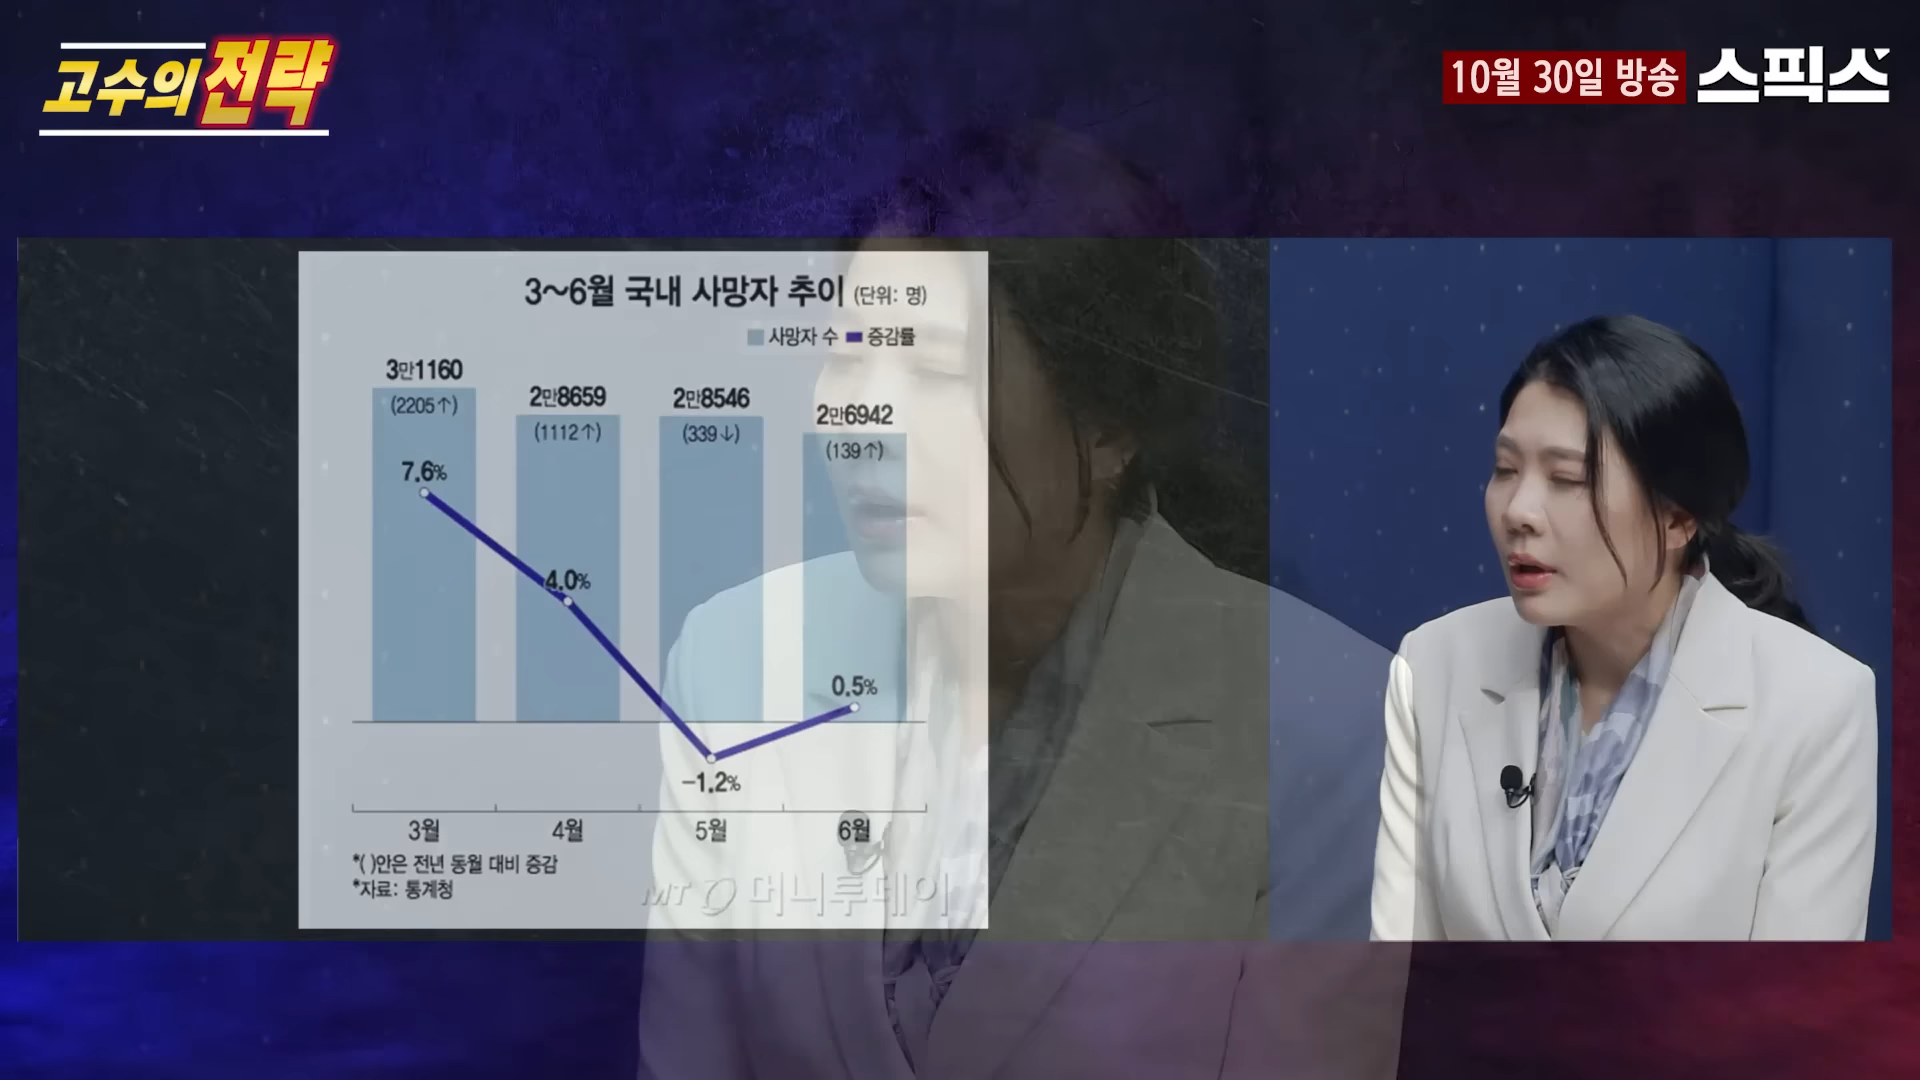 고수의 전략
10월 30일 방송 스픽스
3~6월 국내 사망자 추이 (단위: 명)
사망자 수 증감률
3만1160 2만8659 2만8546 2만6942
(2205↑) (1112↑) (339↓) (139↑)
7.6%
4.0%
0.5%
-1.2%
3월 4월 5월 6월
*( )안은 전년 동월 대비 증감
*자료: 통계청
MT 머니투데이